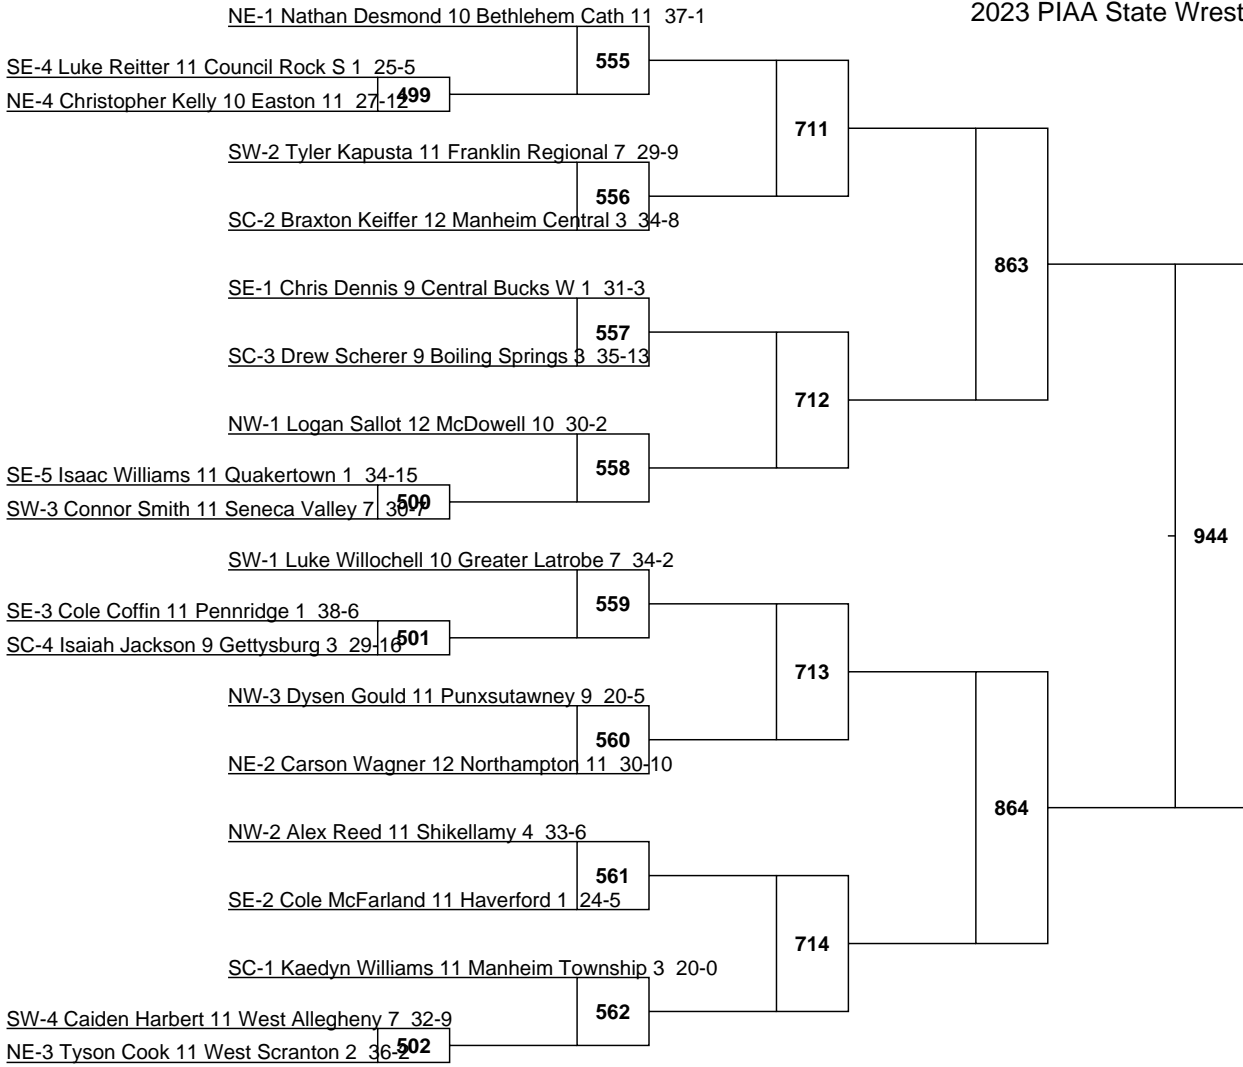 NE-1 Nathan Desmond 10 Bethlehem Cath 11 37-1
2023 PIAA State Wrest
555
SE-4 Luke Reitter 11 Council Rock S 1 25-5
499
NE-4 Christopher Kelly 10 Easton 11 27-12
711
SW-2 Tyler Kapusta 11 Franklin Regional 7 29-9
556
SC-2 Braxton Keiffer 12 Manheim Central 3 34-8
863
SE-1 Chris Dennis 9 Central Bucks W 1 31-3
557
SC-3 Drew Scherer 9 Boiling Springs 3 35-13
712
NW-1 Logan Sallot 12 McDowell 10 30-2
558
SE-5 Isaac Williams 11 Quakertown 1 34-15
500
SW-3 Connor Smith 11 Seneca Valley 7 30-7
944
SW-1 Luke Willochell 10 Greater Latrobe 7 34-2
559
SE-3 Cole Coffin 11 Pennridge 1 38-6
501
SC-4 Isaiah Jackson 9 Gettysburg 3 29-16
713
NW-3 Dysen Gould 11 Punxsutawney 9 20-5
560
NE-2 Carson Wagner 12 Northampton 11 30-10
864
NW-2 Alex Reed 11 Shikellamy 4 33-6
561
SE-2 Cole McFarland 11 Haverford 1 24-5
714
SC-1 Kaedyn Williams 11 Manheim Township 3 20-0
562
SW-4 Caiden Harbert 11 West Allegheny 7 32-9
502
NE-3 Tyson Cook 11 West Scranton 2 36-2